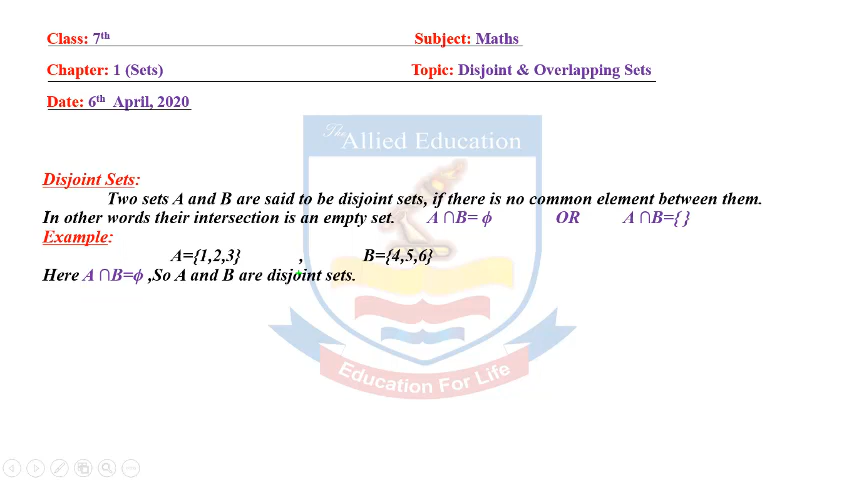 Class: 7th Subject: Maths
Chapter: 1 (Sets) Topic: Disjoint & Overlapping Sets
Date: 6th April, 2020
The Allied Education
Disjoint Sets:
Two sets A and B are said to be disjoint sets, if there is no common element between them.
In other words their intersection is an empty set. A ∩B= ϕ OR A ∩B={ }
Example:
A={1,2,3} , B={4,5,6}
Here A ∩B=ϕ ,So A and B are disjoint sets.
Education For Life